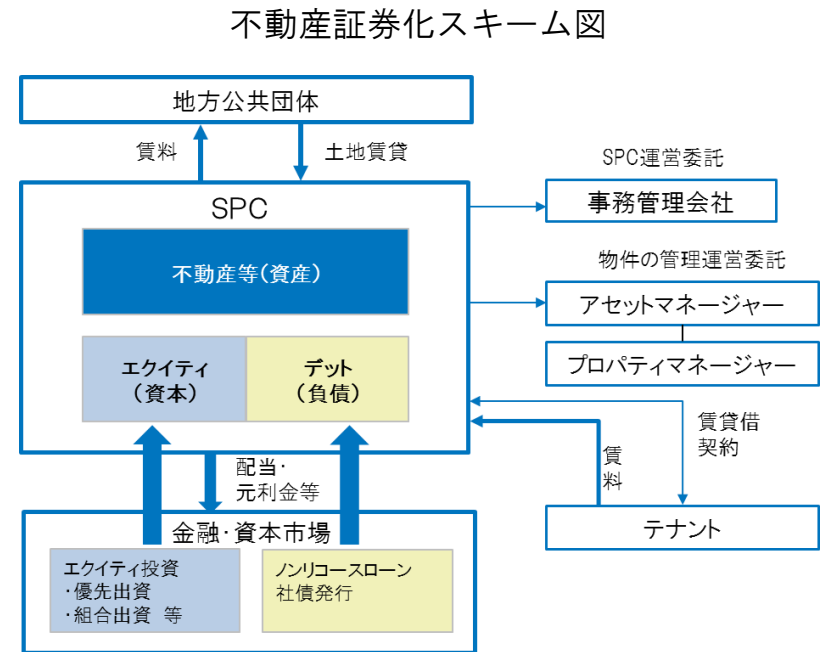 不動産証券化スキーム図
地方公共団体
賃料
土地賃貸
SPC運営委託
SPC
事務管理会社
物件の管理運営委託
不動産等(資産)
アセットマネージャー
プロパティマネージャー
エクイティ
(資本)
デット
(負債)
賃貸借
契約
賃
料
配当・
元利金等
テナント
金融・資本市場
エクイティ投資
・優先出資
・組合出資 等
ノンリコースローン
社債発行